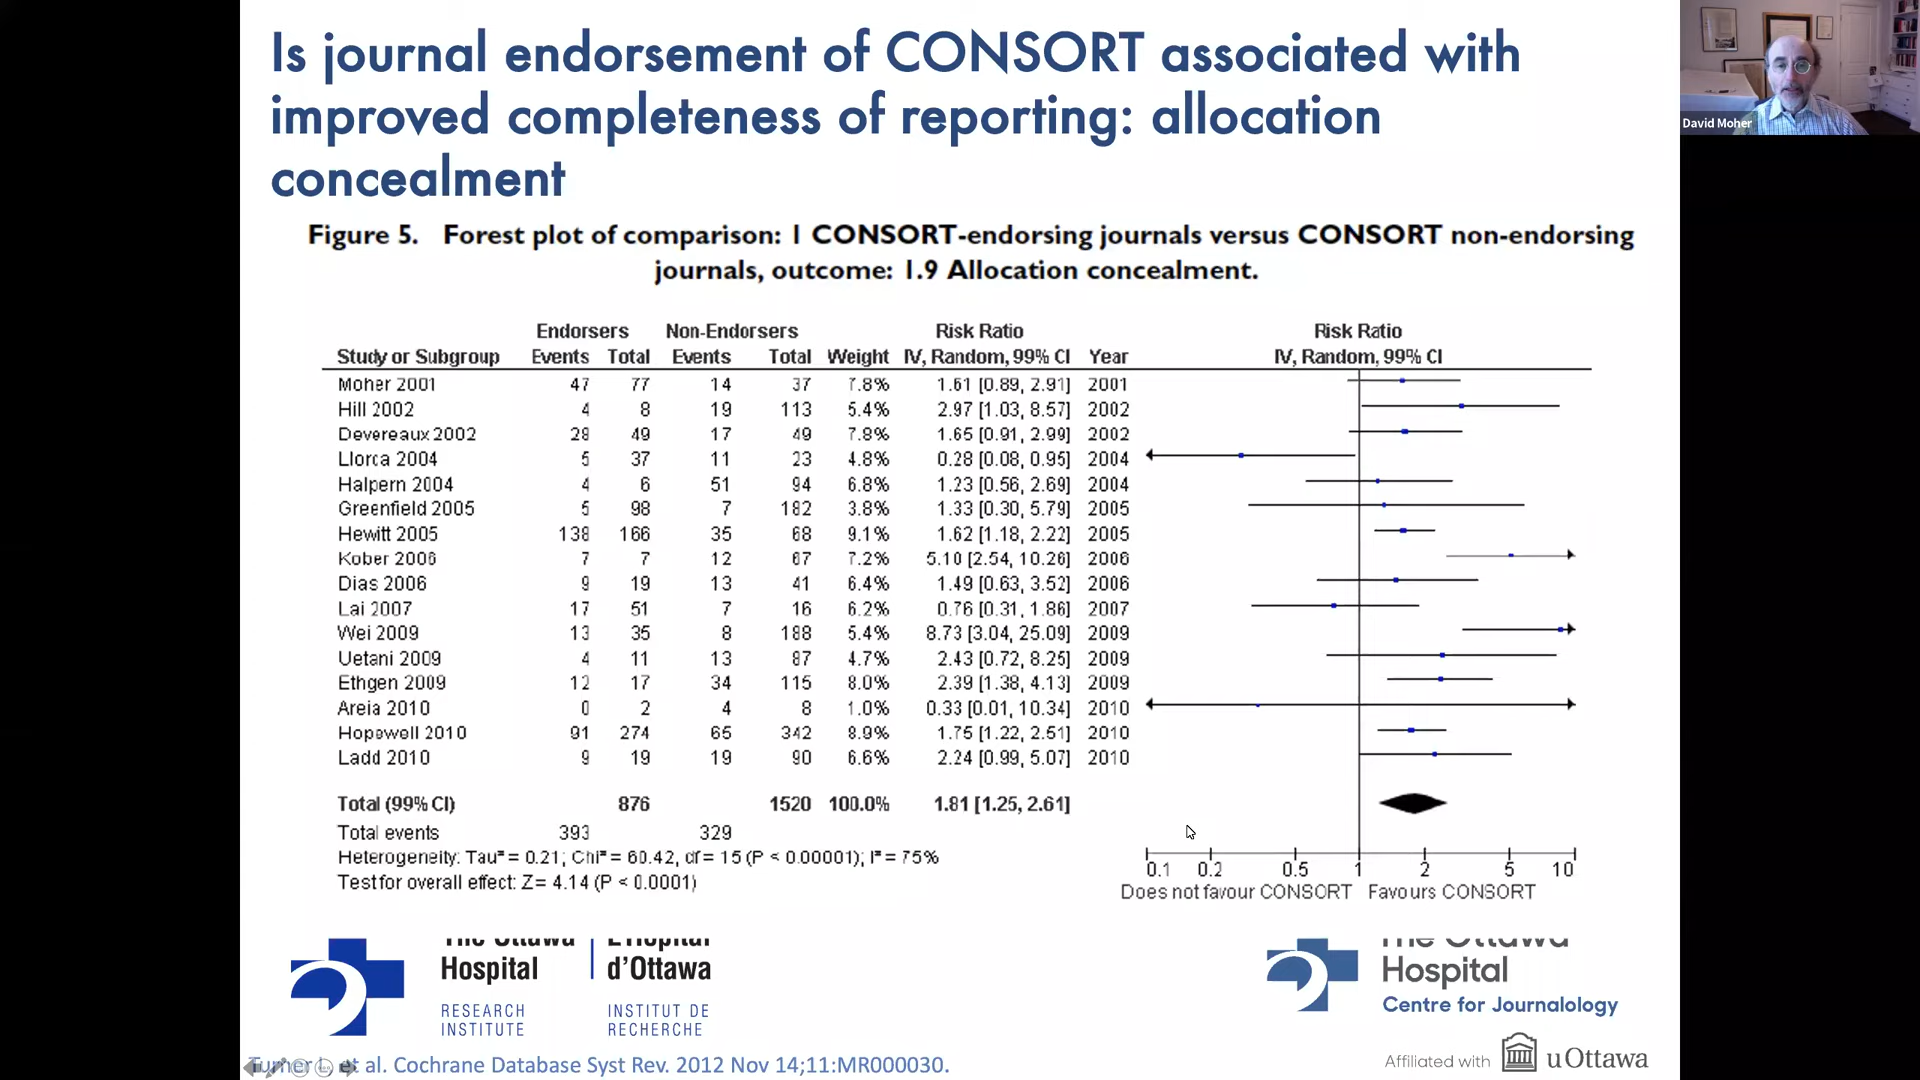 Is journal endorsement of CONSORT associated with
improved completeness of reporting: allocation
concealment
David Moher
Figure 5. Forest plot of comparison: 1 CONSORT-endorsing journals versus CONSORT non-endorsing
journals, outcome: 1.9 Allocation concealment.
Endorsers Non-Endorsers Risk Ratio Risk Ratio
Study or Subgroup Events Total Events Total Weight IV, Random, 99% CI Year IV, Random, 99% CI
Moher 2001 47 77 14 37 7.8% 1.61 [0.89, 2.91] 2001
Hill 2002 4 8 19 113 5.4% 2.97 [1.03, 8.57] 2002
Devereaux 2002 28 49 17 49 7.8% 1.65 [0.91, 2.99] 2002
Llorca 2004 5 37 11 23 4.8% 0.28 [0.08, 0.95] 2004
Halpern 2004 4 6 51 94 6.8% 1.23 [0.56, 2.69] 2004
Greenfield 2005 5 98 7 182 3.8% 1.33 [0.30, 5.79] 2005
Hewitt 2005 138 166 35 68 9.1% 1.62 [1.18, 2.22] 2005
Kober 2006 7 7 12 67 7.2% 5.10 [2.54, 10.26] 2006
Dias 2006 9 19 13 41 6.4% 1.49 [0.63, 3.52] 2006
Lai 2007 17 51 7 16 6.2% 0.76 [0.31, 1.86] 2007
Wei 2009 13 35 8 188 5.4% 8.73 [3.04, 25.09] 2009
Uetani 2009 4 11 13 87 4.7% 2.43 [0.72, 8.25] 2009
Ethgen 2009 12 17 34 115 8.0% 2.39 [1.38, 4.13] 2009
Areia 2010 0 2 4 8 1.0% 0.33 [0.01, 10.34] 2010
Hopewell 2010 91 274 65 342 8.9% 1.75 [1.22, 2.51] 2010
Ladd 2010 9 19 19 90 6.6% 2.24 [0.99, 5.07] 2010
Total (99% CI) 876 1520 100.0% 1.81 [1.25, 2.61]
Total events 393 329
Heterogeneity: Tau² = 0.21; Chi² = 60.42, df = 15 (P < 0.00001); I² = 75%
Test for overall effect: Z = 4.14 (P < 0.0001)
0.1 0.2 0.5 1 2 5 10
Does not favour CONSORT Favours CONSORT
The Ottawa
Hospital
RESEARCH
INSTITUTE
L'Hôpital
d'Ottawa
INSTITUT DE
RECHERCHE
The Ottawa
Hospital
Centre for Journalology
Affiliated with uOttawa
Turner L, et al. Cochrane Database Syst Rev. 2012 Nov 14;11:MR000030.